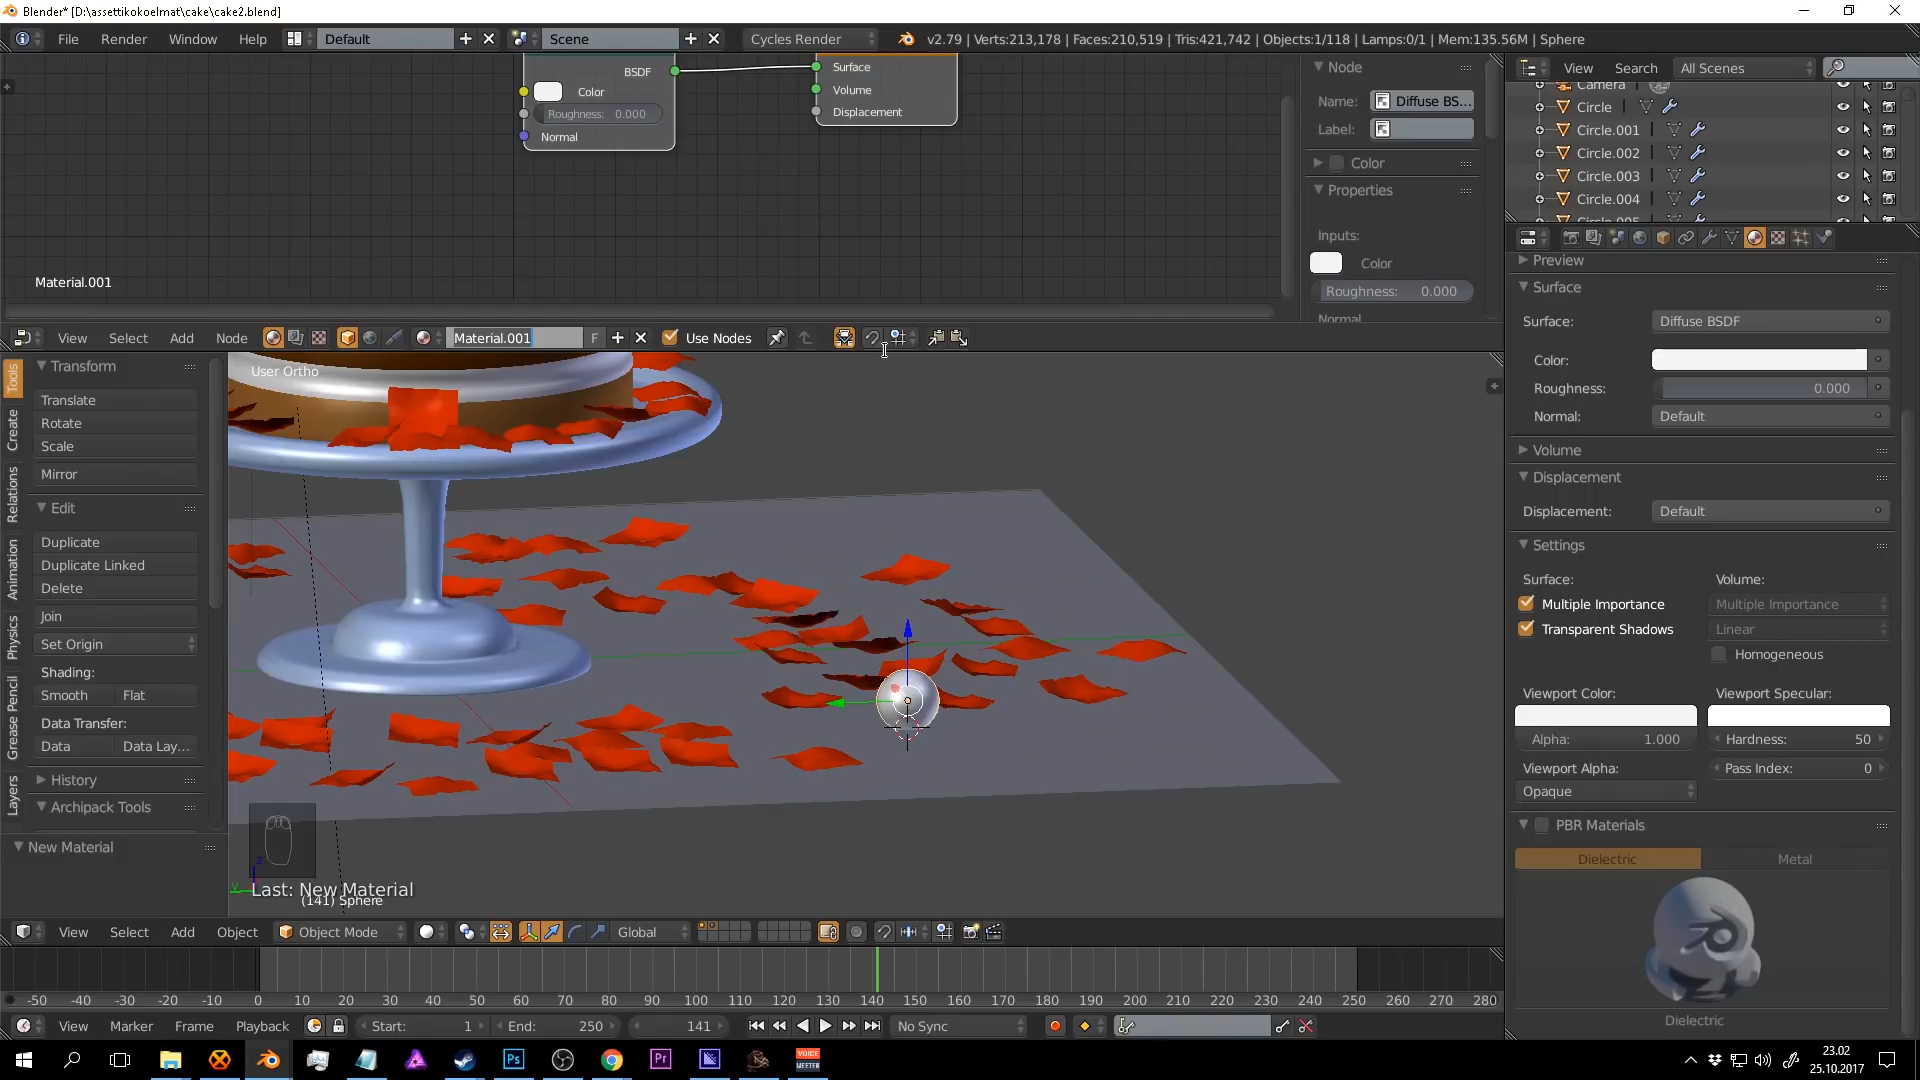 Blender* [D:\assettikokoelmat\cake\cake2.blend]
File Render Window Help Default Scene Cycles Render v2.79 | Verts:213,178 | Faces:210,519 | Tris:421,742 | Objects:1/118 | Lamps:0/1 | Mem:135.56M | Sphere
BSDF
Color
Roughness: 0.000
Normal
Surface
Volume
Displacement
Material.001
Node
Name: Diffuse BS...
Label:
Color
Properties
Inputs:
Color
Roughness: 0.000
Normal
View Search All Scenes
Camera
Circle
Circle.001
Circle.002
Circle.003
Circle.004
Circle.005
View Select Add Node Material.001 F Use Nodes
Tools
Create
Relations
Animation
Physics
Grease Pencil
Layers
Transform
Translate
Rotate
Scale
Mirror
Edit
Duplicate
Duplicate Linked
Delete
Join
Set Origin
Shading:
Smooth Flat
Data Transfer:
Data Data Lay...
History
Archipack Tools
New Material
User Ortho
z
y
Last: New Material
(141) Sphere
Preview
Surface
Surface: Diffuse BSDF
Color:
Roughness: 0.000
Normal: Default
Volume
Displacement
Displacement: Default
Settings
Surface: Volume:
Multiple Importance Multiple Importance
Transparent Shadows Linear
Homogeneous
Viewport Color: Viewport Specular:
Alpha: 1.000 Hardness: 50
Viewport Alpha: Pass Index: 0
Opaque
PBR Materials
Dielectric Metal
Dielectric
View Select Add Object Object Mode Global
-50 -40 -30 -20 -10 0 10 20 30 40 50 60 70 80 90 100 110 120 130 140 150 160 170 180 190 200 210 220 230 240 250 260 270 280
View Marker Frame Playback Start: 1 End: 250 141 No Sync
Ps Pr VOICE MEETER
23.02
25.10.2017